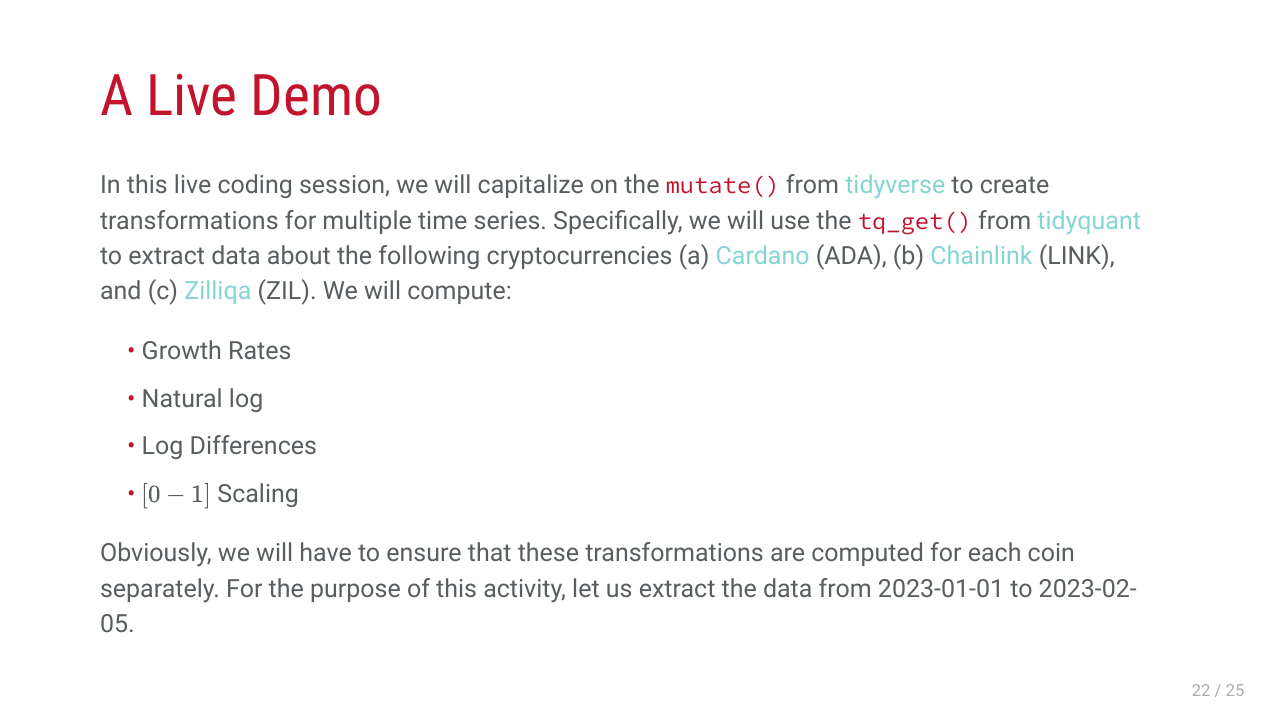 A Live Demo
In this live coding session, we will capitalize on the mutate() from tidyverse to create
transformations for multiple time series. Specifically, we will use the tq_get() from tidyquant
to extract data about the following cryptocurrencies (a) Cardano (ADA), (b) Chainlink (LINK),
and (c) Zilliqa (ZIL). We will compute:
• Growth Rates
• Natural log
• Log Differences
• [0 − 1] Scaling
Obviously, we will have to ensure that these transformations are computed for each coin
separately. For the purpose of this activity, let us extract the data from 2023-01-01 to 2023-02-
05.
22 / 25